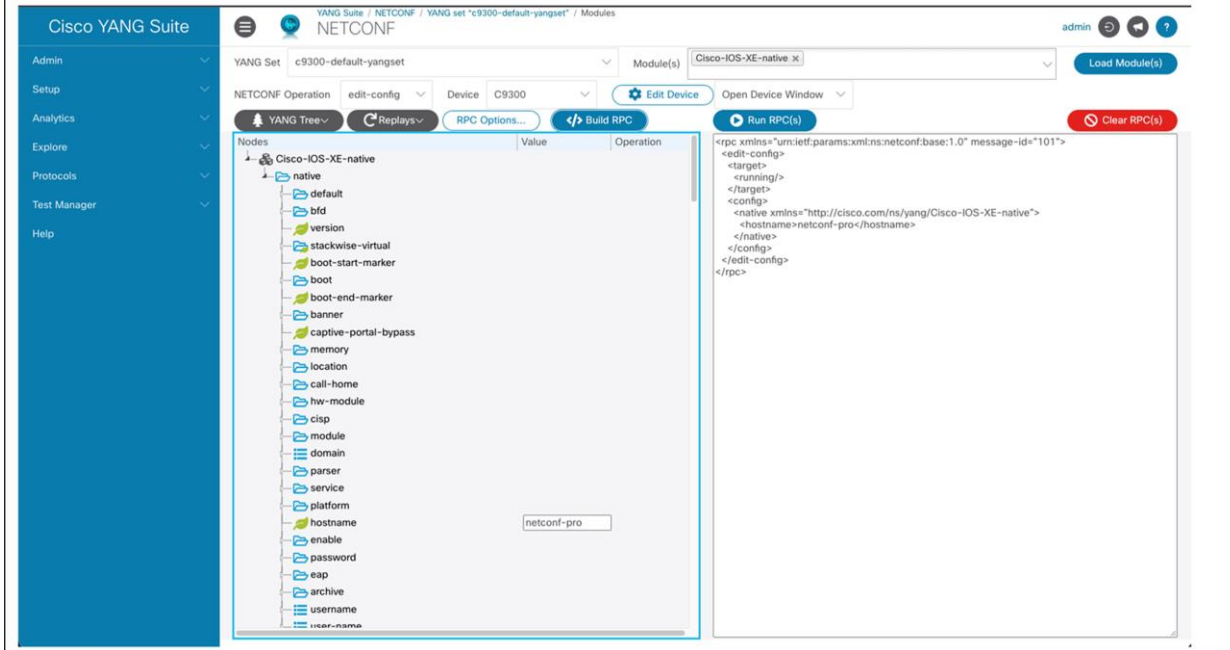 Cisco YANG Suite
YANG Suite / NETCONF / YANG set "c9300-default-yangset" / Modules
NETCONF
admin
Admin
Setup
Analytics
Explore
Protocols
Test Manager
Help
YANG Set c9300-default-yangset Module(s) Cisco-IOS-XE-native × Load Module(s)
NETCONF Operation edit-config Device C9300 Edit Device Open Device Window
YANG Tree Replays RPC Options... </> Build RPC Run RPC(s) Clear RPC(s)
Nodes Value Operation
Cisco-IOS-XE-native
native
default
bfd
version
stackwise-virtual
boot-start-marker
boot
boot-end-marker
banner
captive-portal-bypass
memory
location
call-home
hw-module
cisp
module
domain
parser
service
platform
hostname netconf-pro
enable
password
eap
archive
username
user-name
<rpc xmlns="urn:ietf:params:xml:ns:netconf:base:1.0" message-id="101">
<edit-config>
<target>
<running/>
</target>
<config>
<native xmlns="http://cisco.com/ns/yang/Cisco-IOS-XE-native">
<hostname>netconf-pro</hostname>
</native>
</config>
</edit-config>
</rpc>